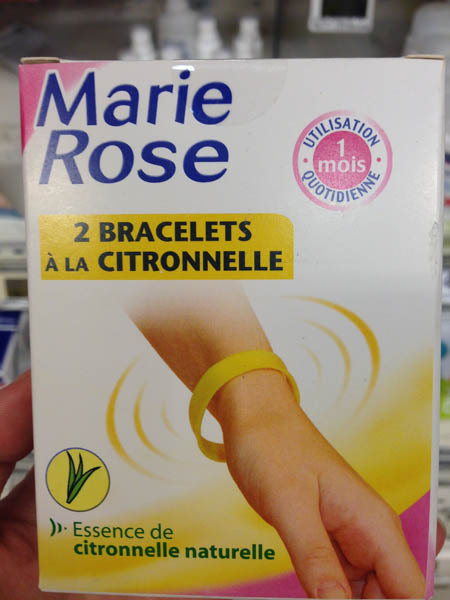 Marie
Rose
UTILISATION
1
mois
QUOTIDIENNE
2 BRACELETS
À LA CITRONNELLE
Essence de
citronnelle naturelle